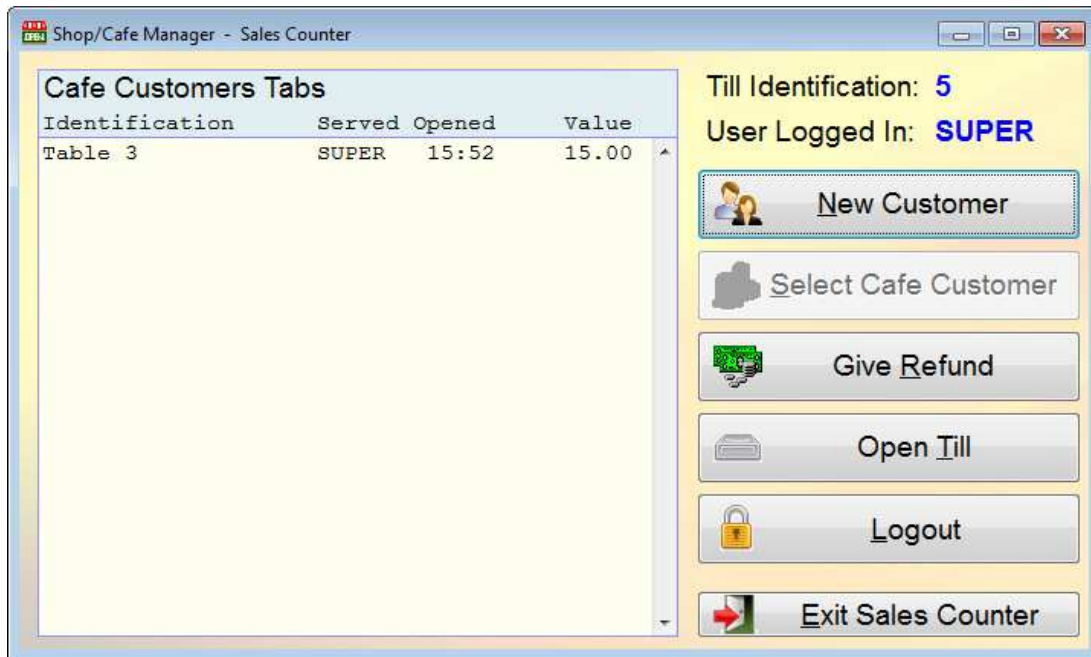 Shop/Cafe Manager - Sales Counter
Cafe Customers Tabs
Identification Served Opened Value
Table 3 SUPER 15:52 15.00
Till Identification: 5
User Logged In: SUPER
New Customer
Select Cafe Customer
Give Refund
Open Till
Logout
Exit Sales Counter